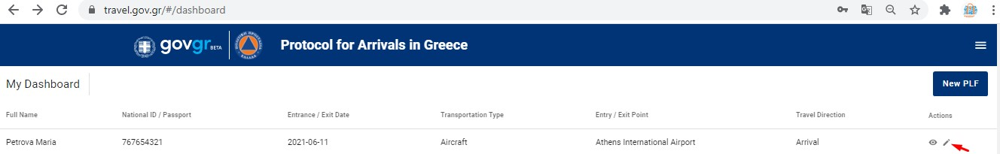 travel.gov.gr/#/dashboard
govgr BETA Protocol for Arrivals in Greece
My Dashboard New PLF
Full Name National ID / Passport Entrance / Exit Date Transportation Type Entry / Exit Point Travel Direction Actions
Petrova Maria 767654321 2021-06-11 Aircraft Athens International Airport Arrival